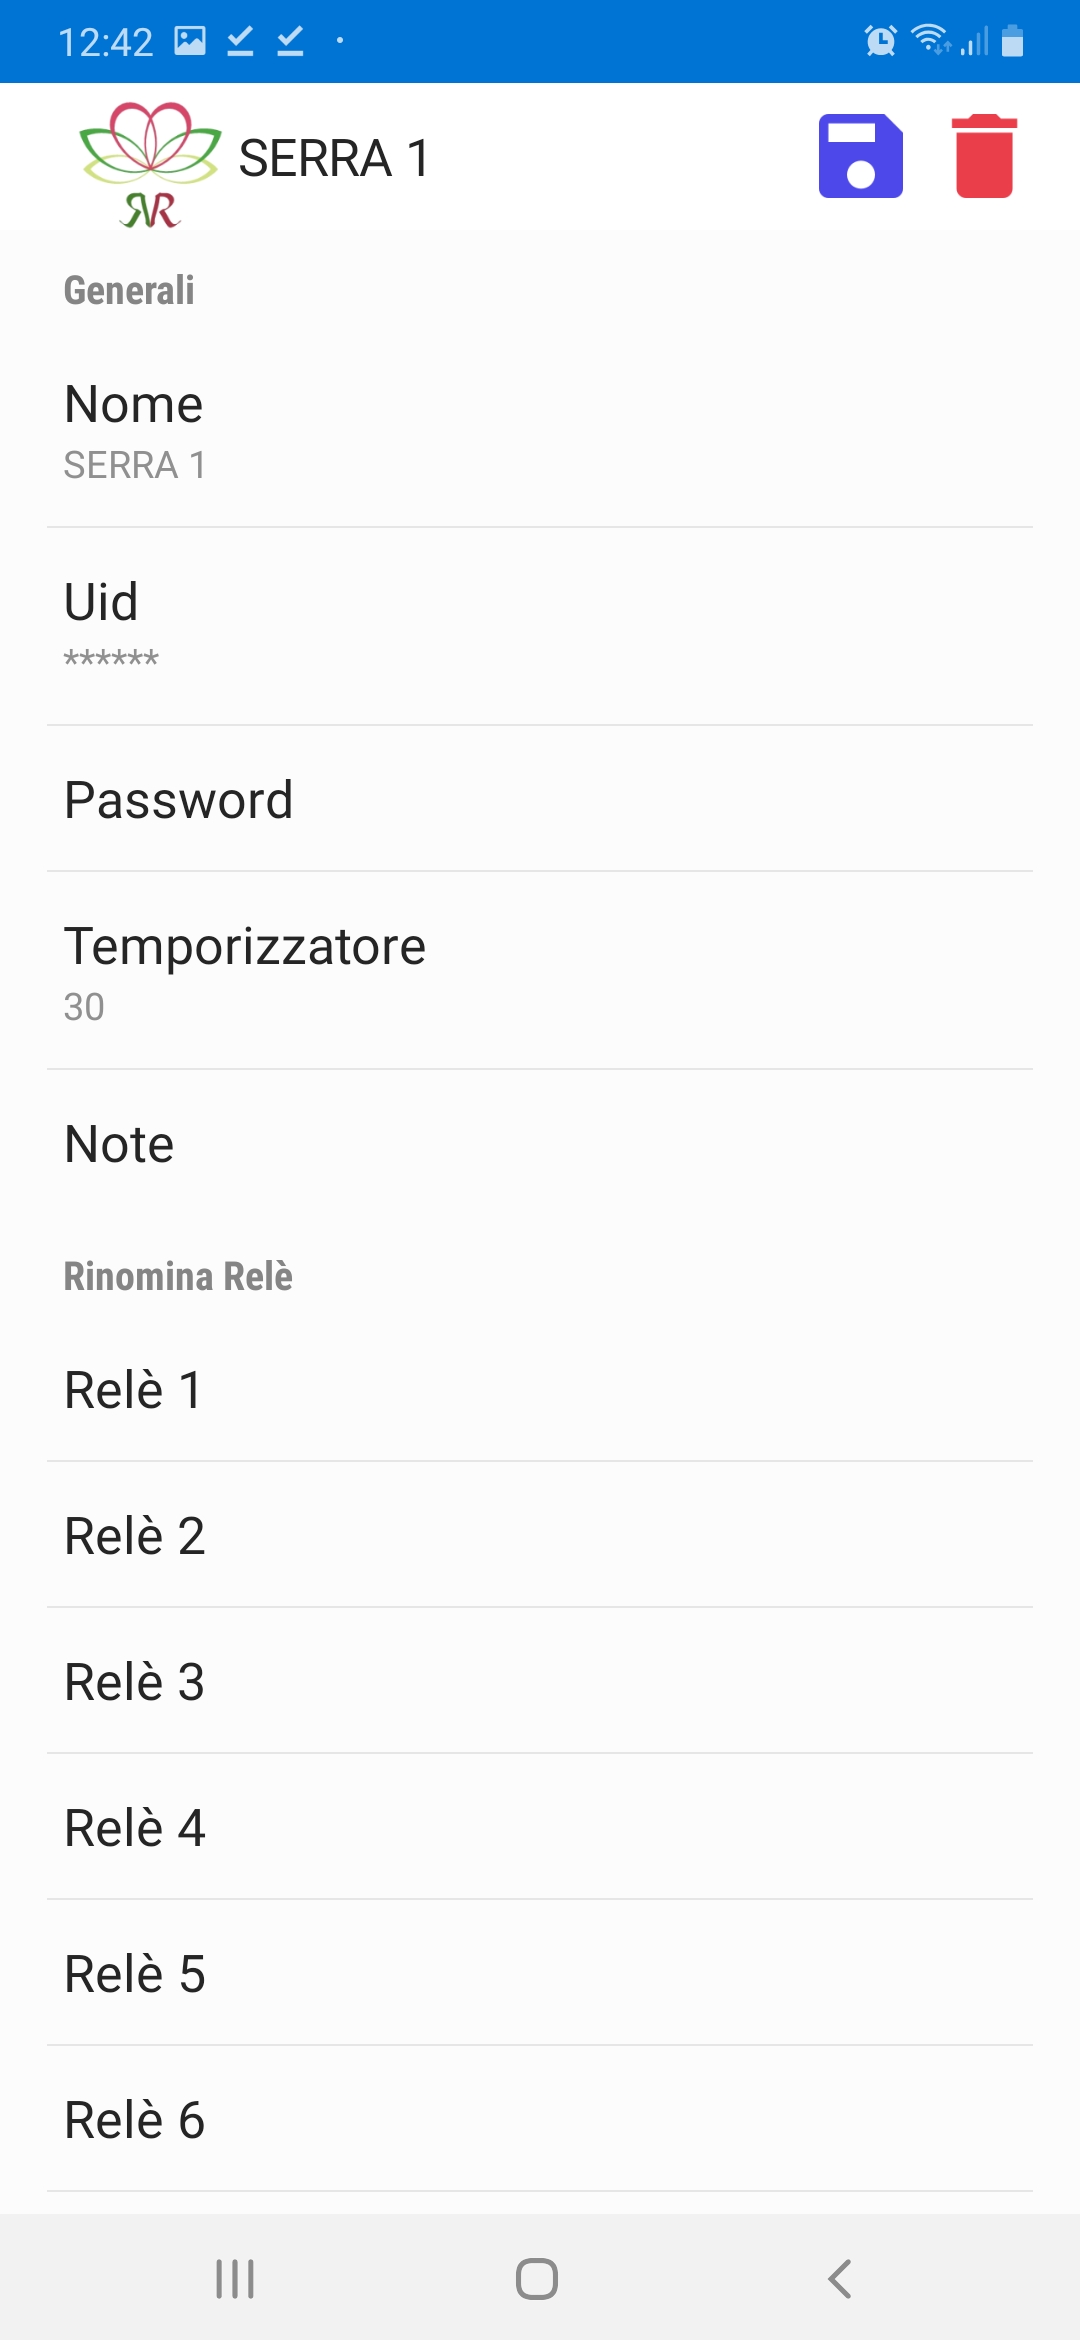 12:42
SERRA 1
Generali
Nome
SERRA 1
Uid
******
Password
Temporizzatore
30
Note
Rinomina Relè
Relè 1
Relè 2
Relè 3
Relè 4
Relè 5
Relè 6